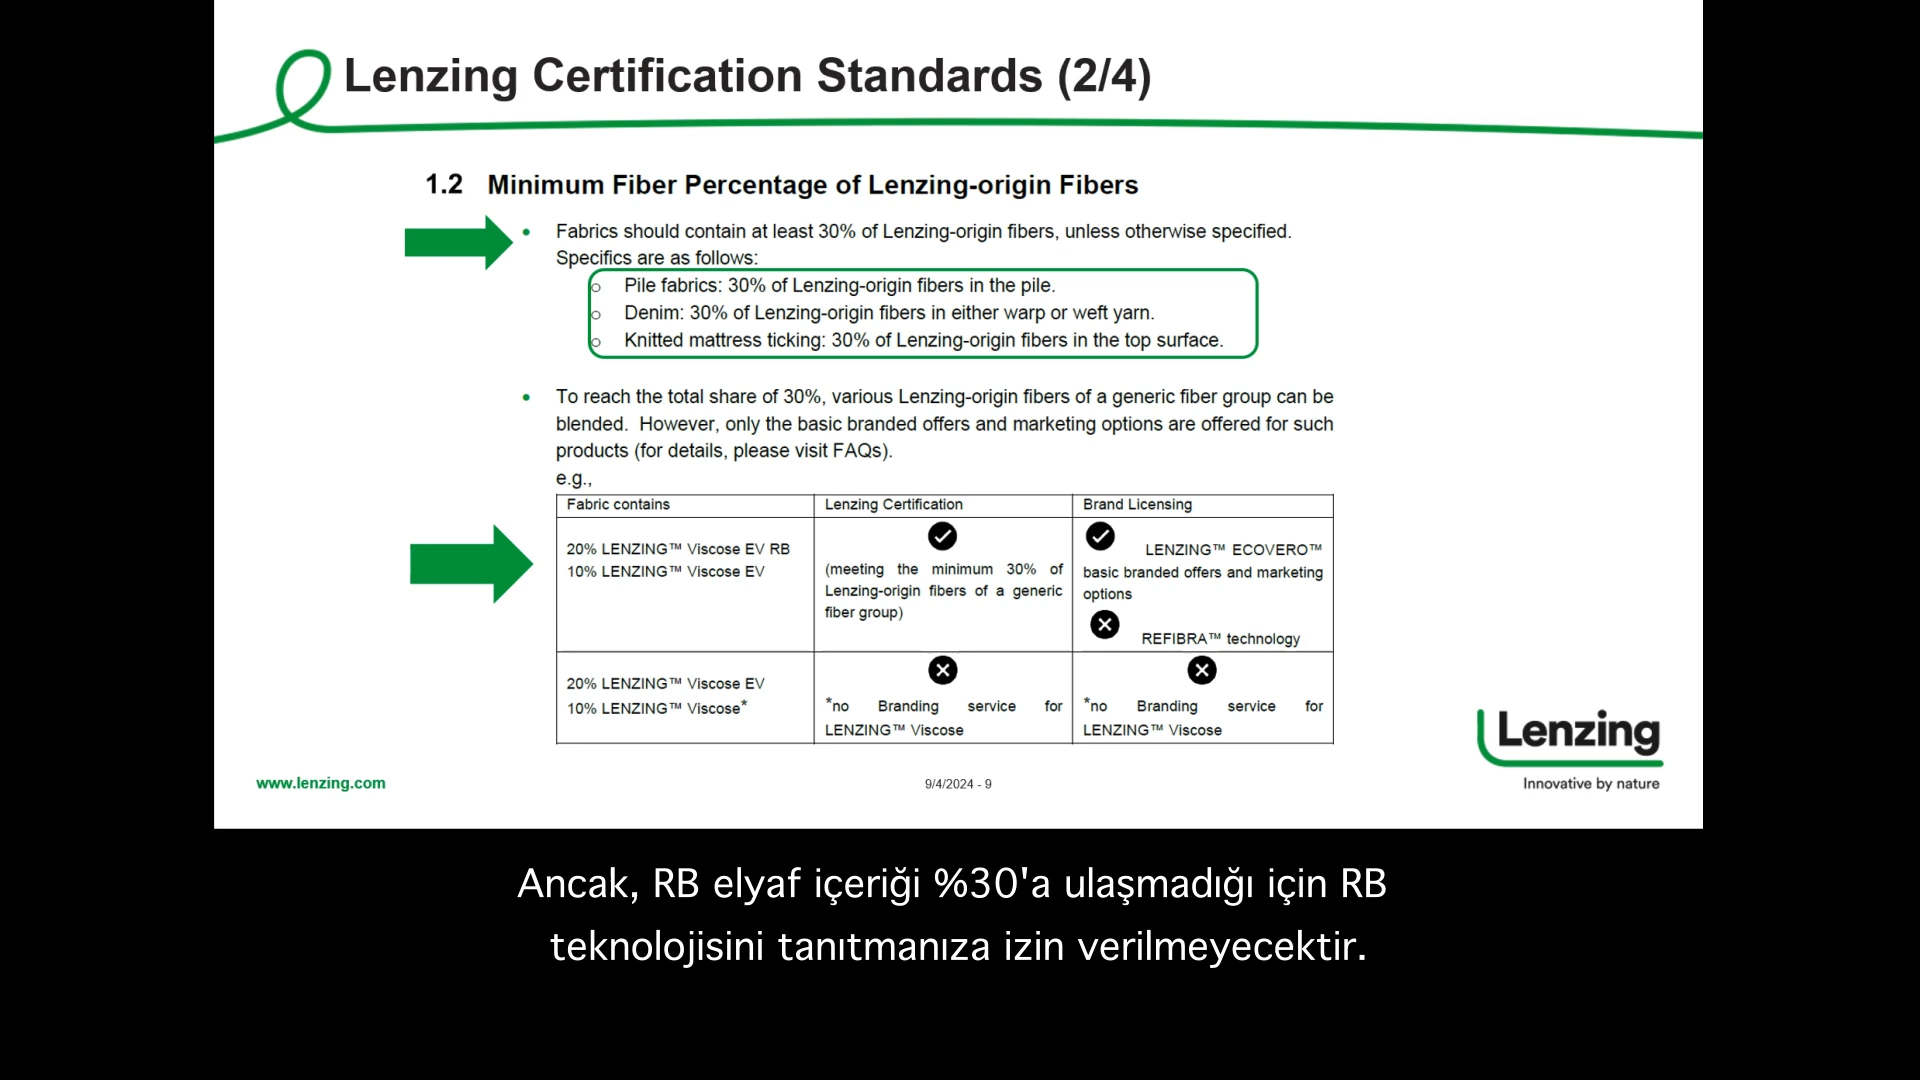 Lenzing Certification Standards (2/4)
1.2 Minimum Fiber Percentage of Lenzing-origin Fibers
• Fabrics should contain at least 30% of Lenzing-origin fibers, unless otherwise specified.
Specifics are as follows:
o Pile fabrics: 30% of Lenzing-origin fibers in the pile.
o Denim: 30% of Lenzing-origin fibers in either warp or weft yarn.
o Knitted mattress ticking: 30% of Lenzing-origin fibers in the top surface.
• To reach the total share of 30%, various Lenzing-origin fibers of a generic fiber group can be
blended. However, only the basic branded offers and marketing options are offered for such
products (for details, please visit FAQs).
e.g.,
Fabric contains Lenzing Certification Brand Licensing
20% LENZING™ Viscose EV RB
10% LENZING™ Viscose EV
(meeting the minimum 30% of
Lenzing-origin fibers of a generic
fiber group)
LENZING™ ECOVERO™
basic branded offers and marketing
options
REFIBRA™ technology
20% LENZING™ Viscose EV
10% LENZING™ Viscose*
*no Branding service for
LENZING™ Viscose
*no Branding service for
LENZING™ Viscose
Lenzing
Innovative by nature
www.lenzing.com
9/4/2024 - 9
Ancak, RB elyaf içeriği %30'a ulaşmadığı için RB
teknolojisini tanıtmanıza izin verilmeyecektir.